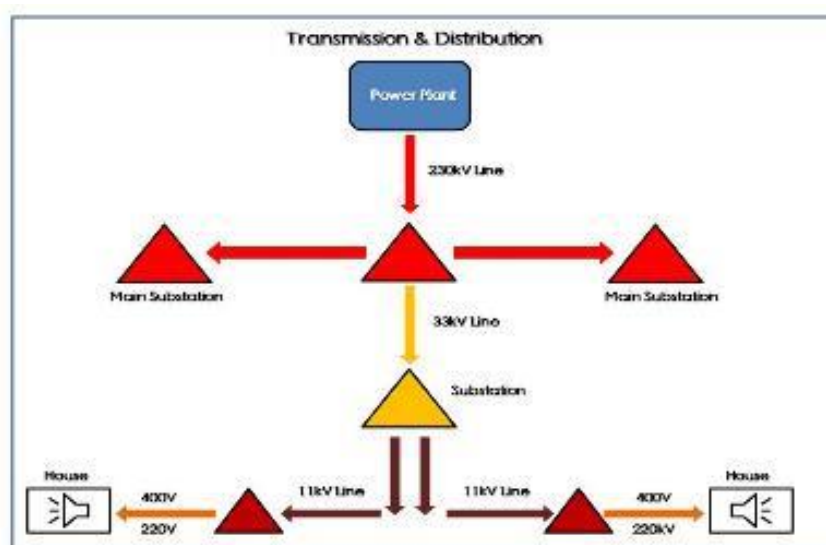 Transmission & Distribution
Power Plant
230kV Line
Main Substation
Main Substation
33kV Line
Substation
House
400V
220V
11kV Line
11kV Line
House
400V
220kV